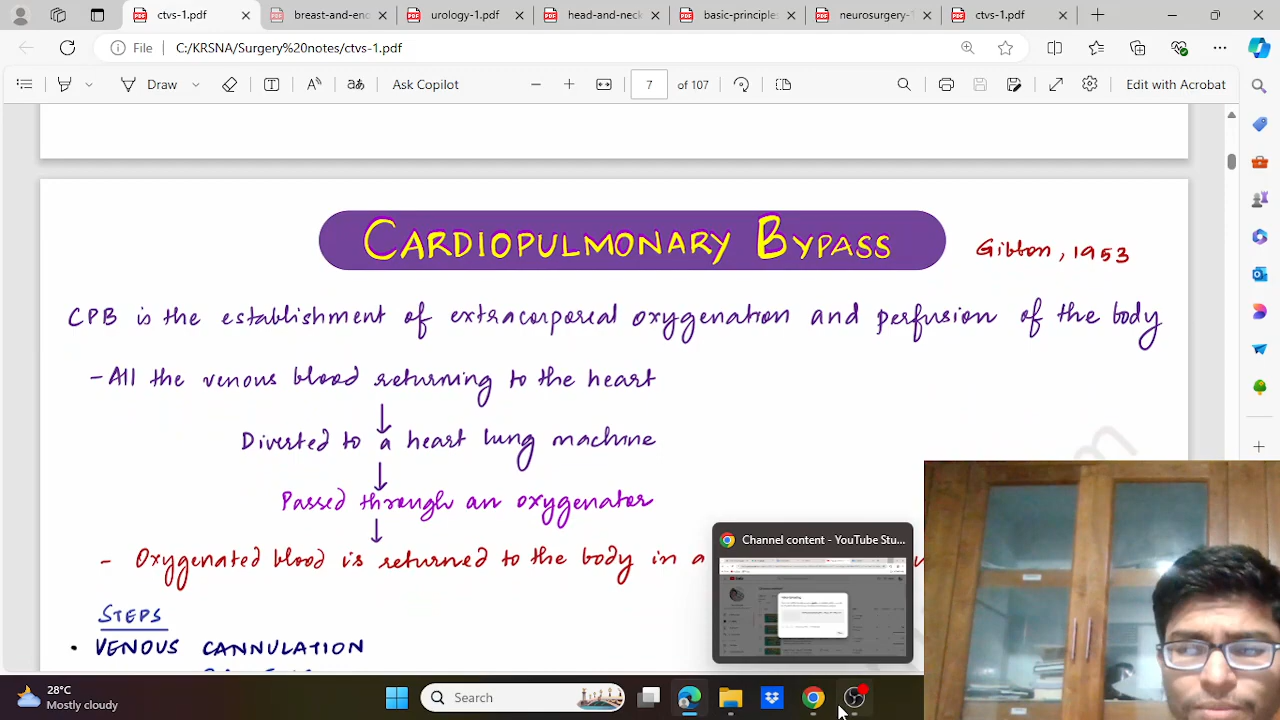 ctvs-1.pdf
breast-and-enc
urology-1.pdf
head-and-neck
basic-principles
neurosurgery-1
ctvs-1.pdf
File
C:/KRSNA/Surgery%20notes/ctvs-1.pdf
Draw
Ask Copilot
7
of 107
Edit with Acrobat
CARDIOPULMONARY BYPASS
Gibbon, 1953
CPB is the establishment of extracorporeal oxygenation and perfusion of the body
- All the venous blood returning to the heart
Diverted to a heart lung machine
Passed through an oxygenator
- Oxygenated blood is returned to the body in a
STEPS
• VENOUS CANNULATION
Channel content - YouTube Stu...
28°C
Mostly cloudy
Search